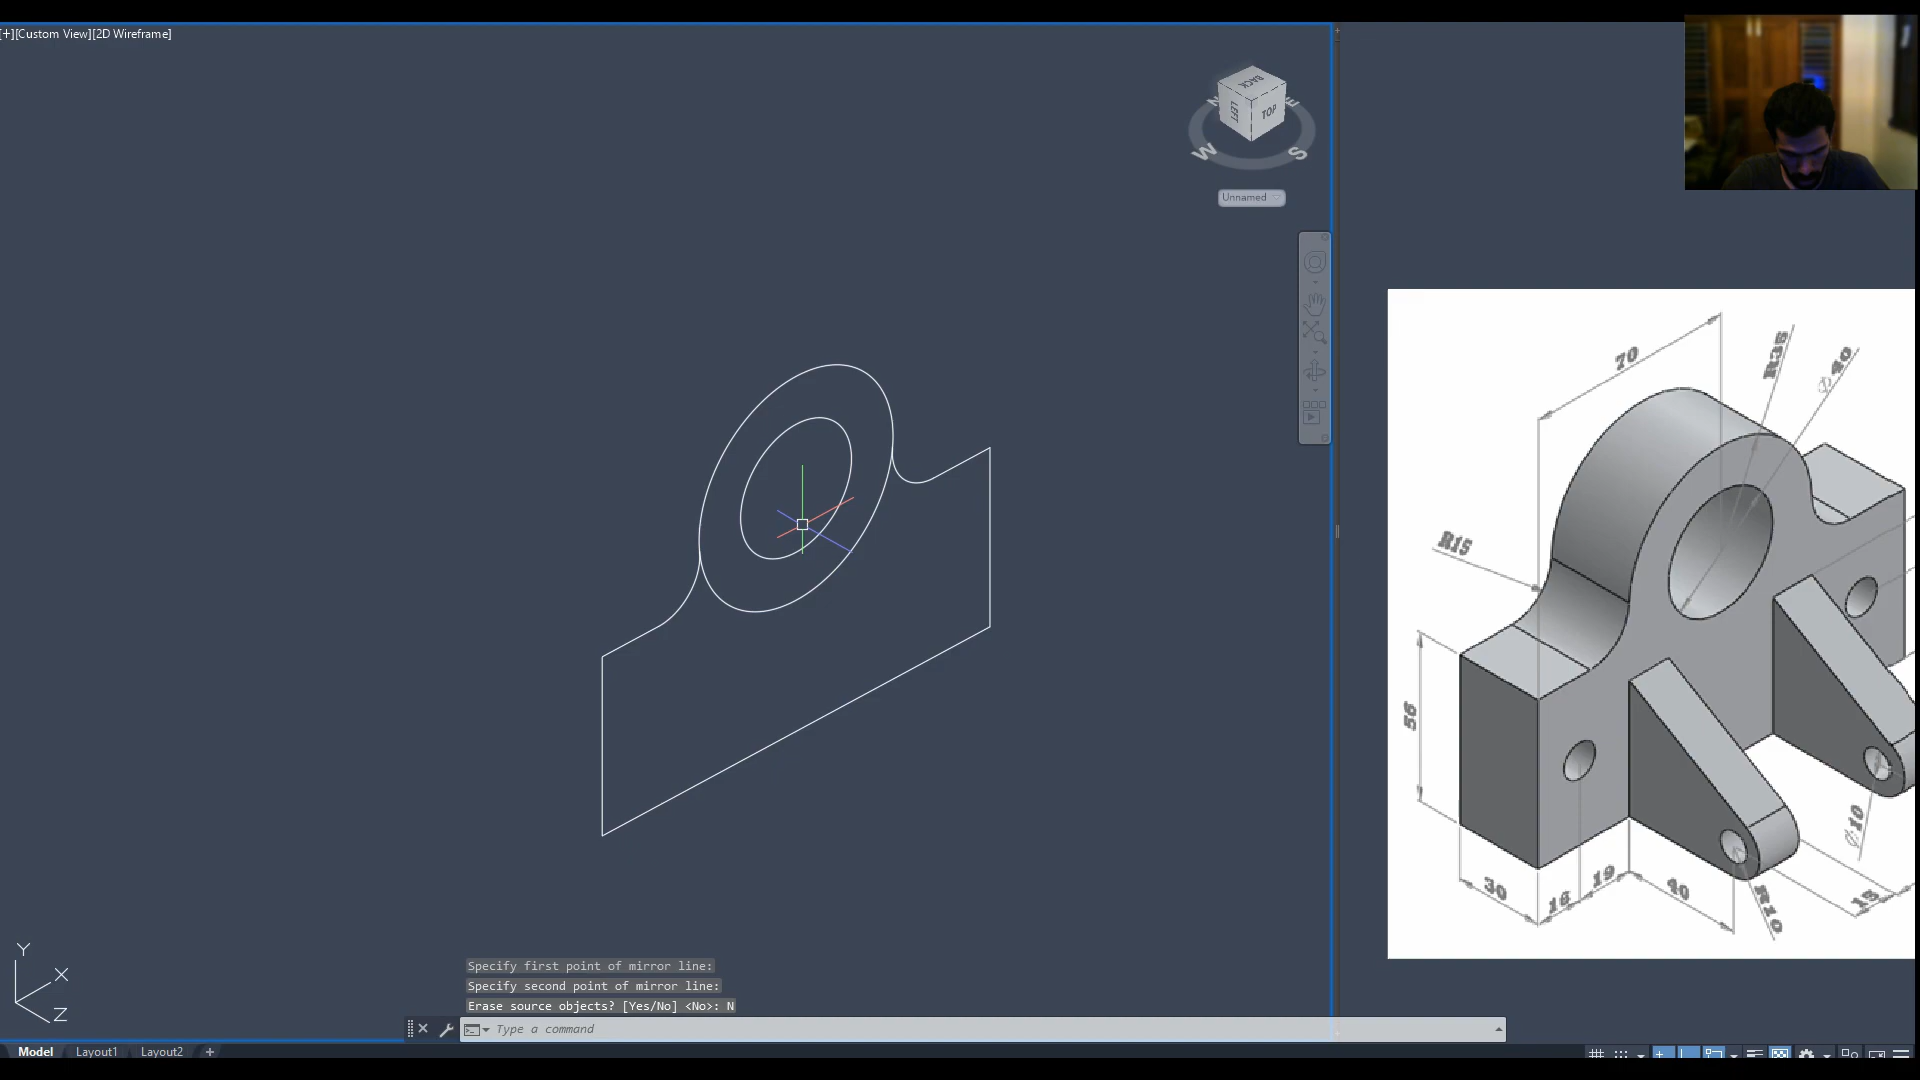 [+][Custom View][2D Wireframe]
BACK
LEFT
TOP
N
E
W
S
Unnamed
70
R35
Ø40
R15
56
30
16
19
40
Ø10
R10
Y
X
Z
Specify first point of mirror line:
Specify second point of mirror line:
Erase source objects? [Yes/No] <No>: N
Type a command
Model
Layout1
Layout2
+